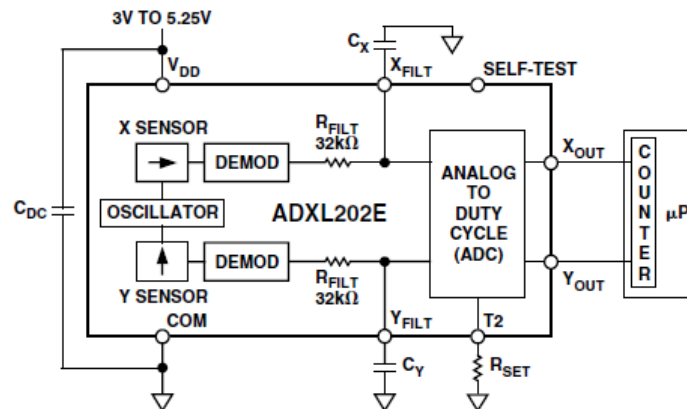 3V TO 5.25V
VDD
CX
XFILT
SELF-TEST
X SENSOR
DEMOD
RFILT
32kΩ
XOUT
CDC
OSCILLATOR
ADXL202E
ANALOG
TO
DUTY
CYCLE
(ADC)
COUNTER
μP
DEMOD
RFILT
32kΩ
Y SENSOR
YOUT
COM
YFILT
T2
CY
RSET